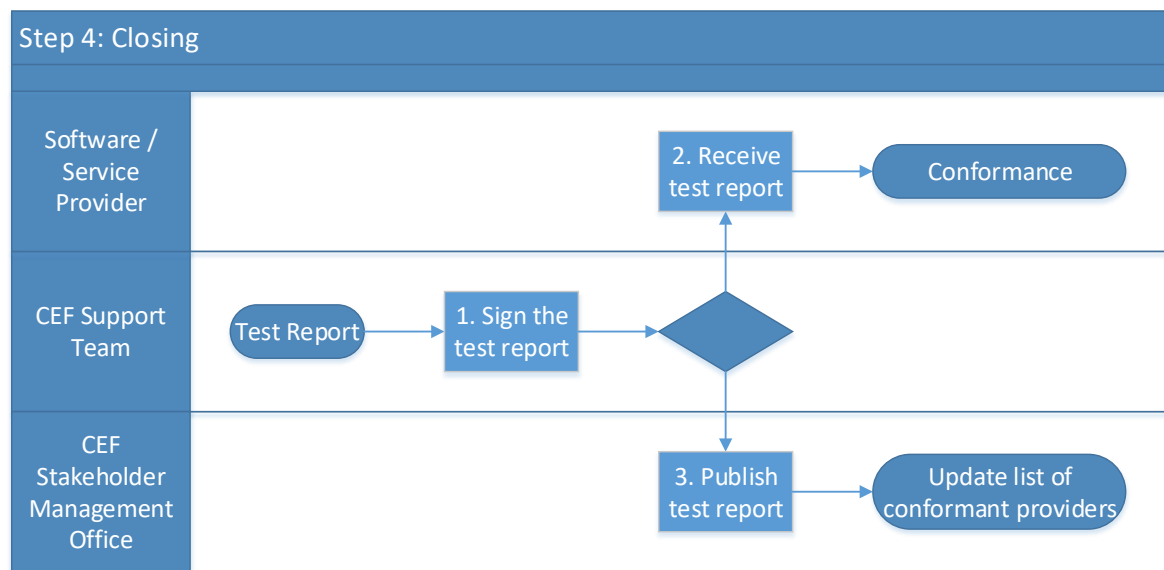 Step 4: Closing
Software /
Service
Provider
2. Receive
test report
Conformance
CEF Support
Team
Test Report
1. Sign the
test report
CEF
Stakeholder
Management
Office
3. Publish
test report
Update list of
conformant providers